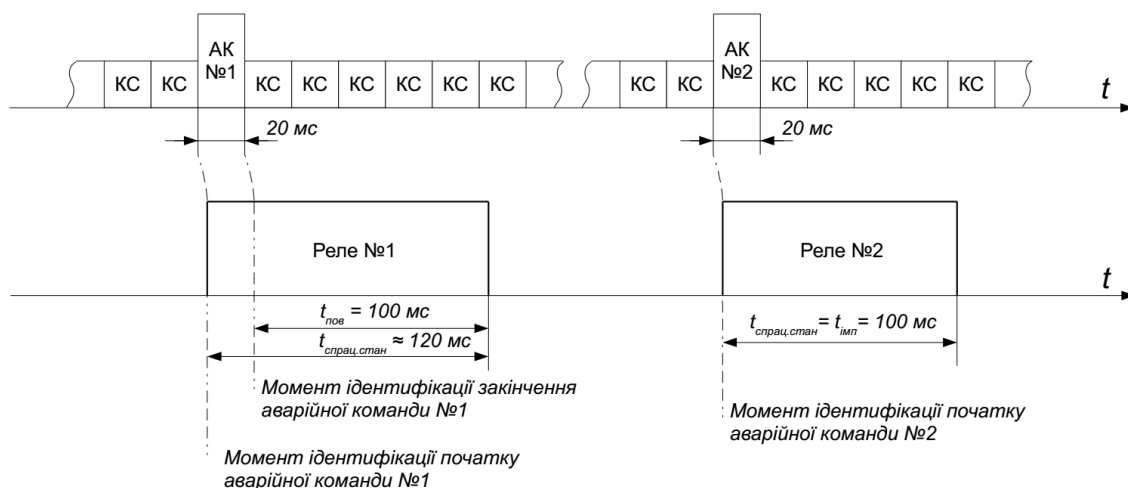 АК
№1
АК
№2
КС КС КС КС КС КС КС КС КС КС КС КС КС КС КС
t
20 мс
20 мс
Реле №1
Реле №2
t
tпов = 100 мс
tспрац.стан ≈ 120 мс
tспрац.стан = tімп = 100 мс
Момент ідентифікації закінчення
аварійної команди №1
Момент ідентифікації початку
аварійної команди №2
Момент ідентифікації початку
аварійної команди №1